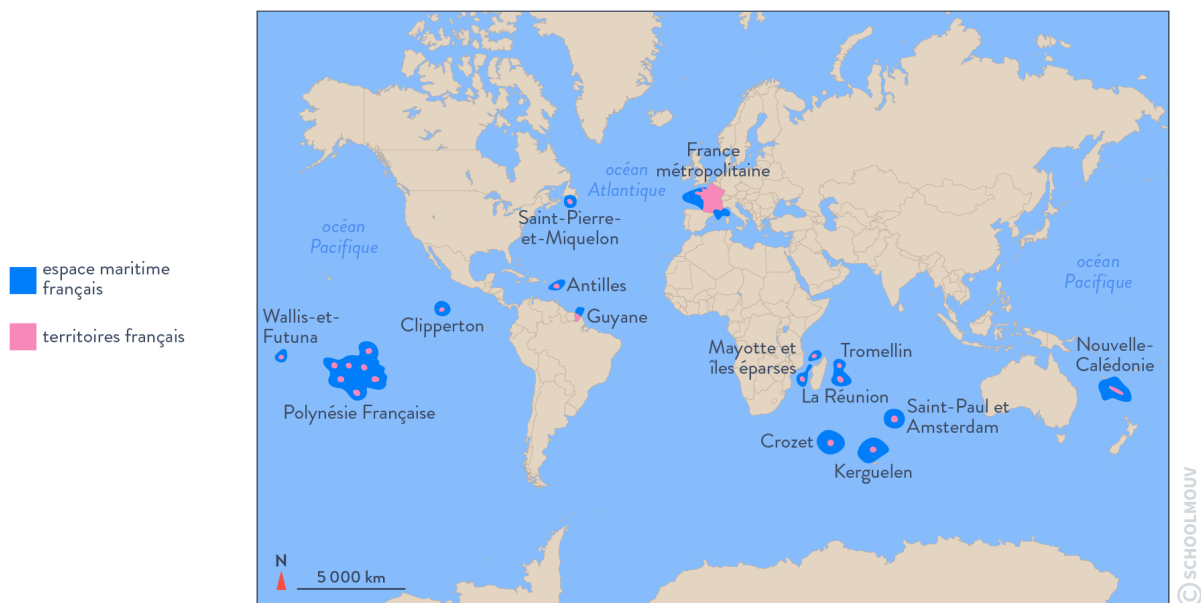 espace maritime
français
territoires français
France
métropolitaine
océan
Atlantique
Saint-Pierre-
et-Miquelon
océan
Pacifique
océan
Pacifique
Antilles
Guyane
Clipperton
Wallis-et-
Futuna
Polynésie Française
Mayotte et
îles éparses
Tromellin
La Réunion
Nouvelle-
Calédonie
Saint-Paul et
Amsterdam
Crozet
Kerguelen
N
5 000 km
© SCHOOLMOUV